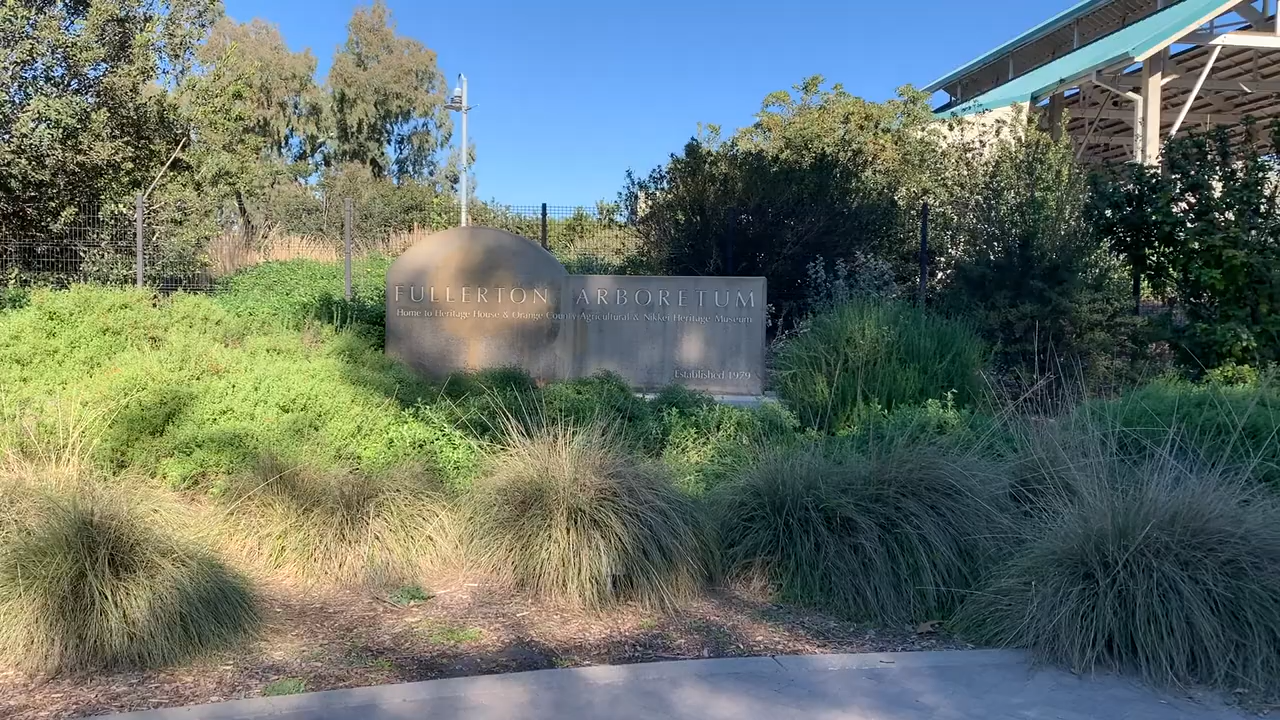 FULLERTON ARBORETUM
Home to Heritage House & Orange County Agricultural & Nikkei Heritage Museum
Established 1979